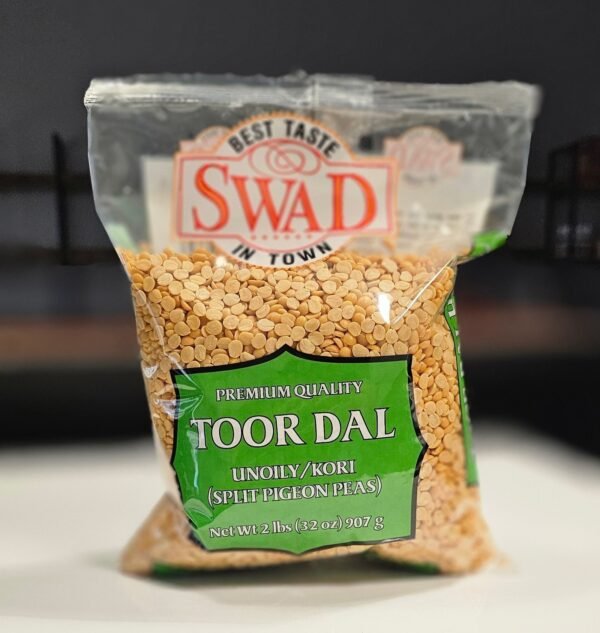 BEST TASTE
SWAD
IN TOWN
PREMIUM QUALITY
TOOR DAL
UNOILY/KORI
(SPLIT PIGEON PEAS)
Net Wt 2 lbs (32 oz) 907 g